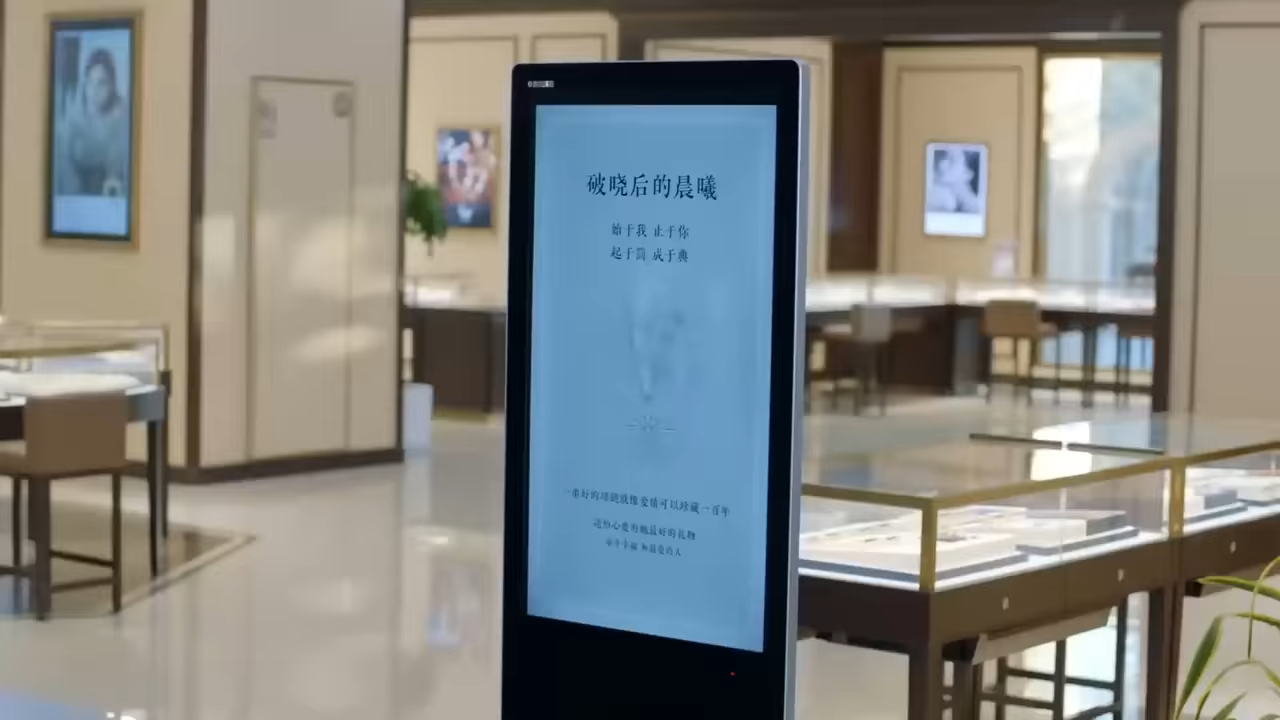 破晓后的晨曦
始于我 止于你
起于简 成于典
一串好的项链就像爱情可以珍藏一百年
送给心爱的她最好的礼物